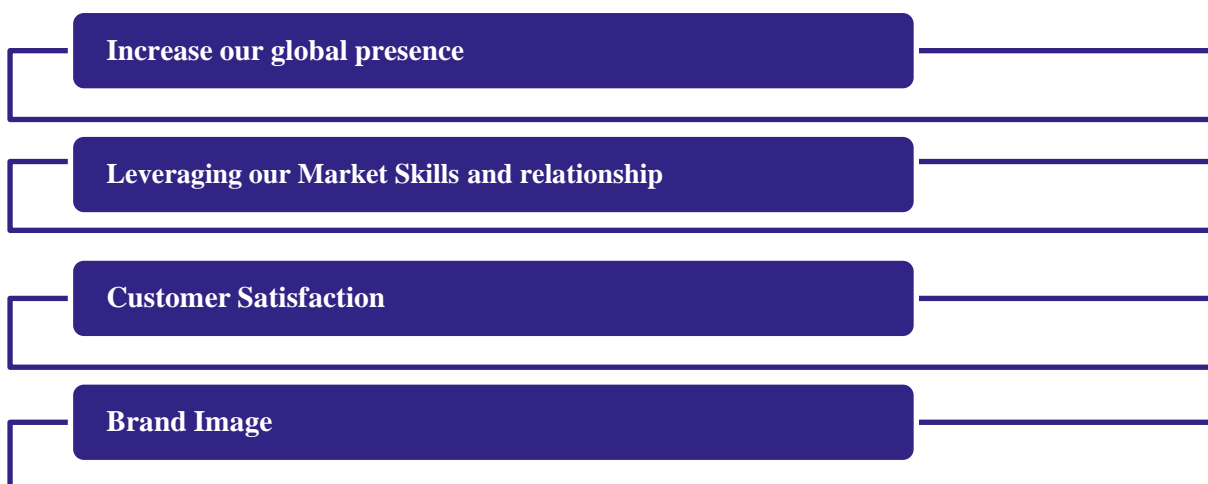 Increase our global presence
Leveraging our Market Skills and relationship
Customer Satisfaction
Brand Image